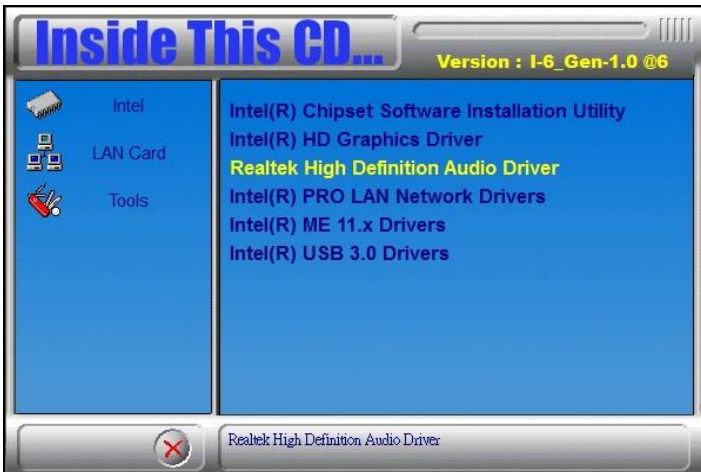 Inside This CD...
Version : I-6_Gen-1.0 @6
Intel
LAN Card
Tools
Intel(R) Chipset Software Installation Utility
Intel(R) HD Graphics Driver
Realtek High Definition Audio Driver
Intel(R) PRO LAN Network Drivers
Intel(R) ME 11.x Drivers
Intel(R) USB 3.0 Drivers
Realtek High Definition Audio Driver